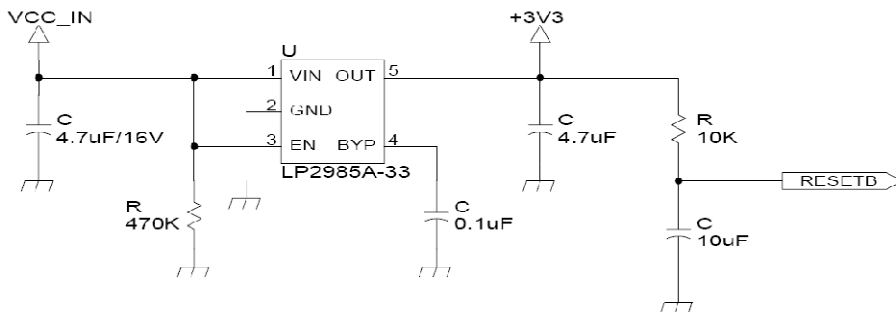 VCC_IN
+3V3
U
1 VIN OUT 5
2 GND
3 EN BYP 4
LP2985A-33
C
4.7uF/16V
C
4.7uF
R
10K
RESETB
R
470K
C
0.1uF
C
10uF